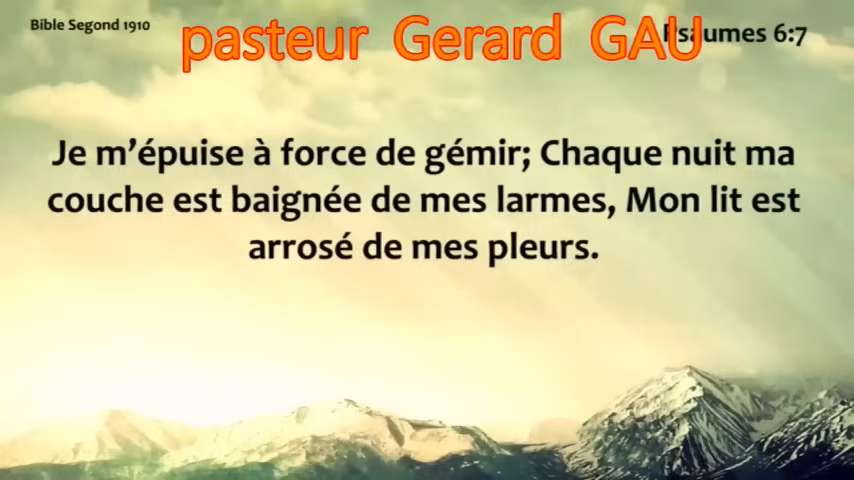 Bible Segond 1910
pasteur Gerard GAU
Psaumes 6:7
Je m’épuise à force de gémir; Chaque nuit ma
couche est baignée de mes larmes, Mon lit est
arrosé de mes pleurs.